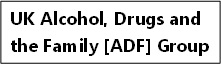 UK Alcohol, Drugs and
the Family [ADF] Group